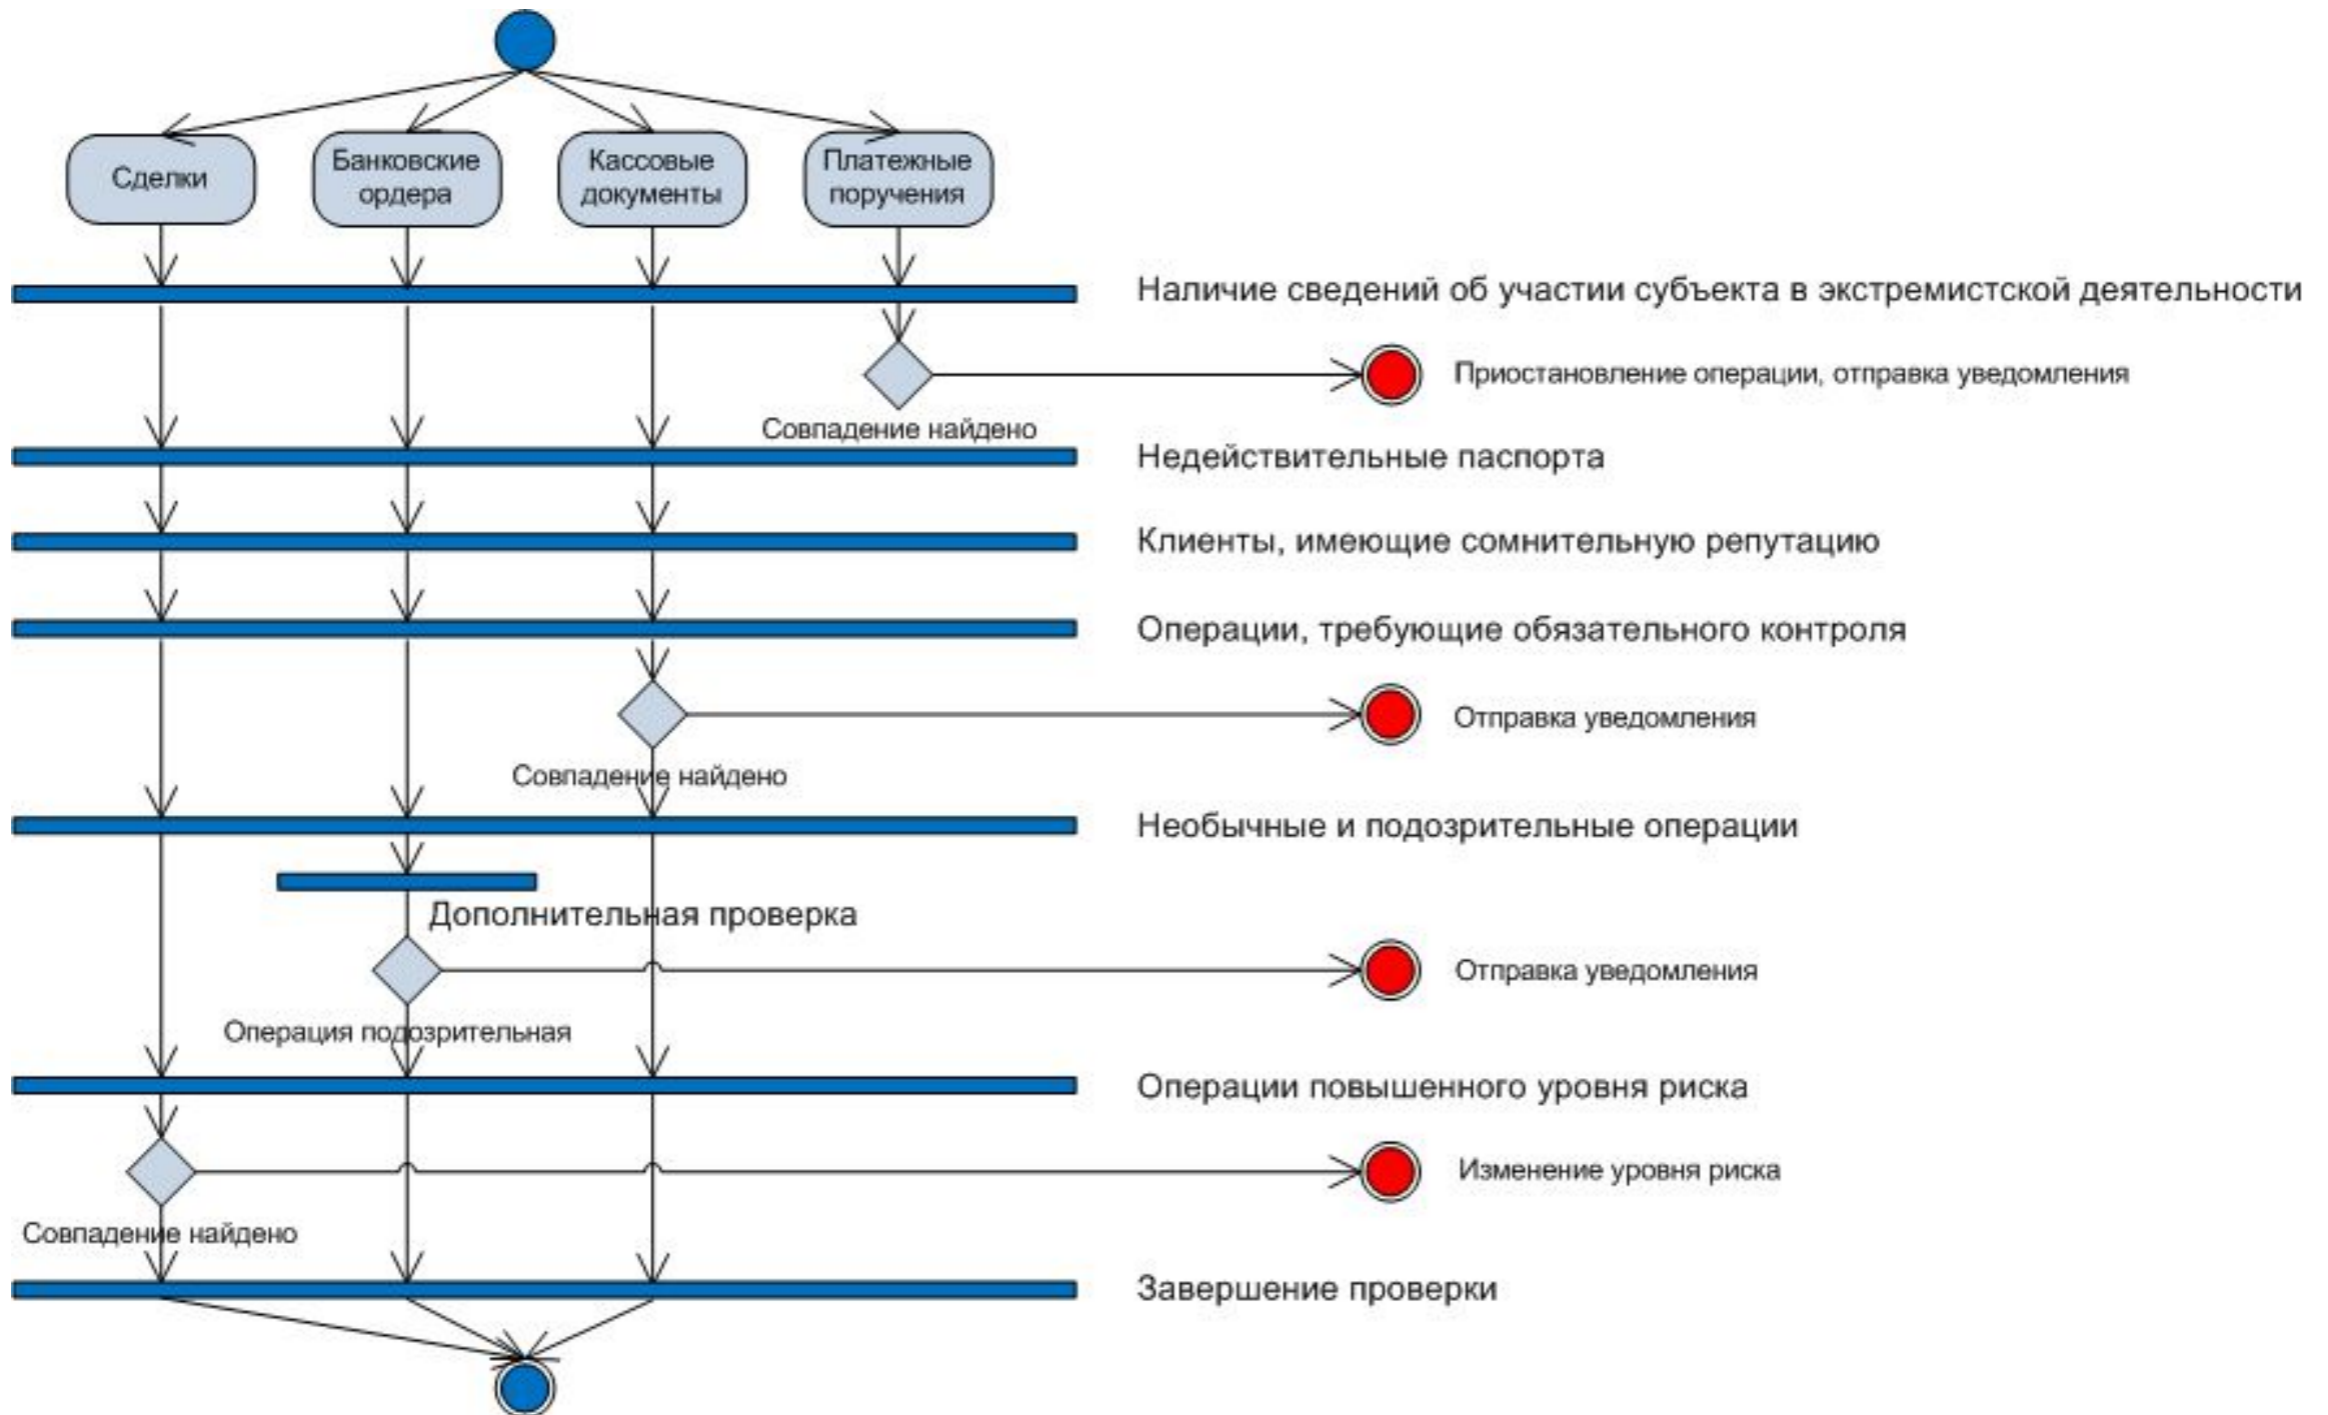 Сделки
Банковские
ордера
Кассовые
документы
Платежные
поручения
Наличие сведений об участии субъекта в экстремистской деятельности
Приостановление операции, отправка уведомления
Совпадение найдено
Недействительные паспорта
Клиенты, имеющие сомнительную репутацию
Операции, требующие обязательного контроля
Отправка уведомления
Совпадение найдено
Необычные и подозрительные операции
Дополнительная проверка
Отправка уведомления
Операция подозрительная
Операции повышенного уровня риска
Изменение уровня риска
Совпадение найдено
Завершение проверки